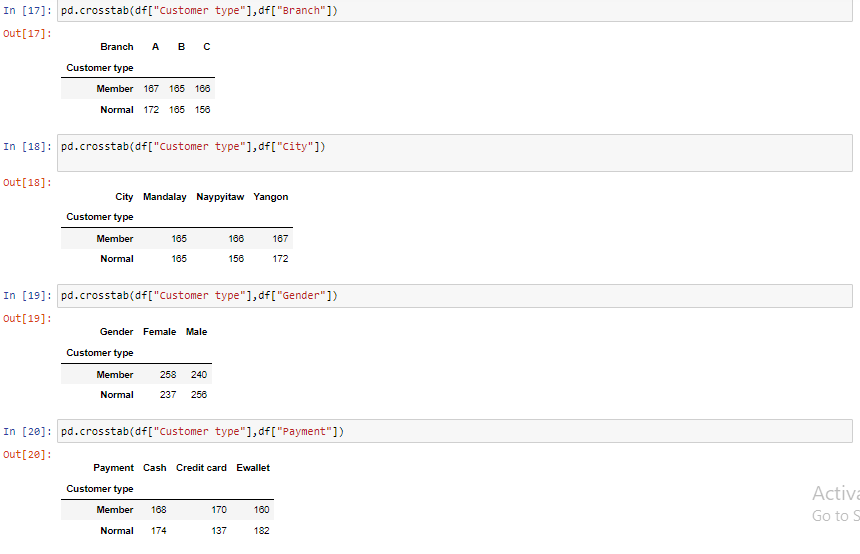 In [17]: pd.crosstab(df["Customer type"],df["Branch"])
Out[17]:
Branch A B C
Customer type
Member 167 165 166
Normal 172 165 156
In [18]: pd.crosstab(df["Customer type"],df["City"])
Out[18]:
City Mandalay Naypyitaw Yangon
Customer type
Member 165 166 167
Normal 165 156 172
In [19]: pd.crosstab(df["Customer type"],df["Gender"])
Out[19]:
Gender Female Male
Customer type
Member 258 240
Normal 237 256
In [20]: pd.crosstab(df["Customer type"],df["Payment"])
Out[20]:
Payment Cash Credit card Ewallet
Customer type
Member 168 170 160
Normal 174 137 182
Activa
Go to S